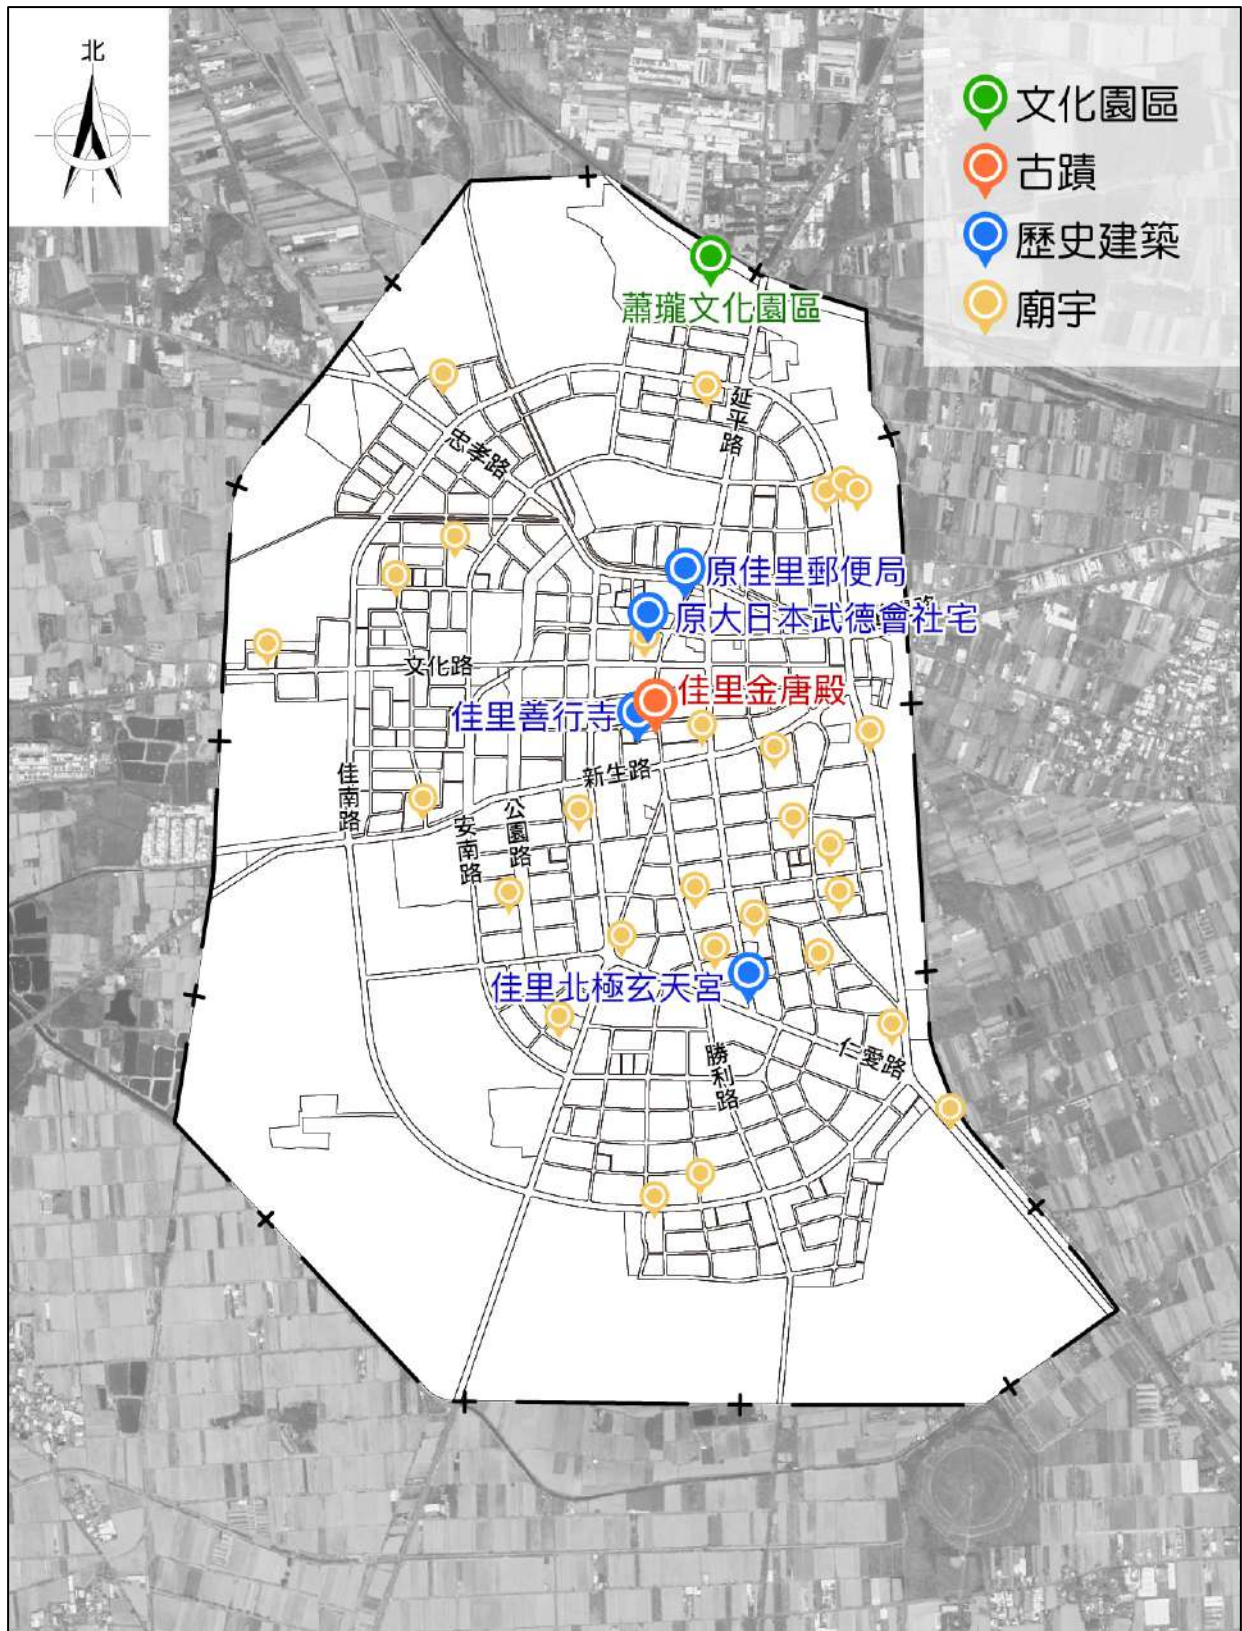 北
文化園區
古蹟
歷史建築
廟宇
蕭瓏文化園區
延平路
忠孝路
原佳里郵便局
原大日本武德會社宅
文化路
佳里金唐殿
佳里善行寺
新生路
佳南路
公園路
安南路
佳里北極玄天宮
仁愛路
勝利路